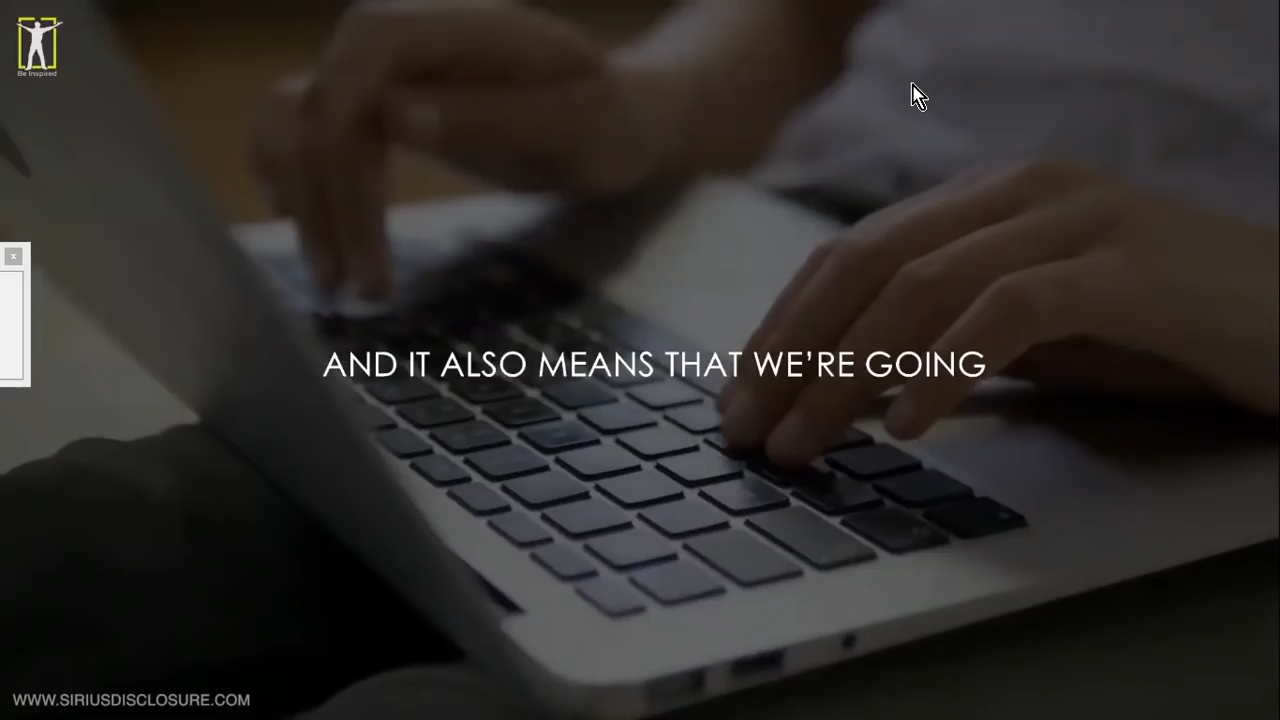 Be Inspired
x
AND IT ALSO MEANS THAT WE'RE GOING
WWW.SIRIUSDISCLOSURE.COM